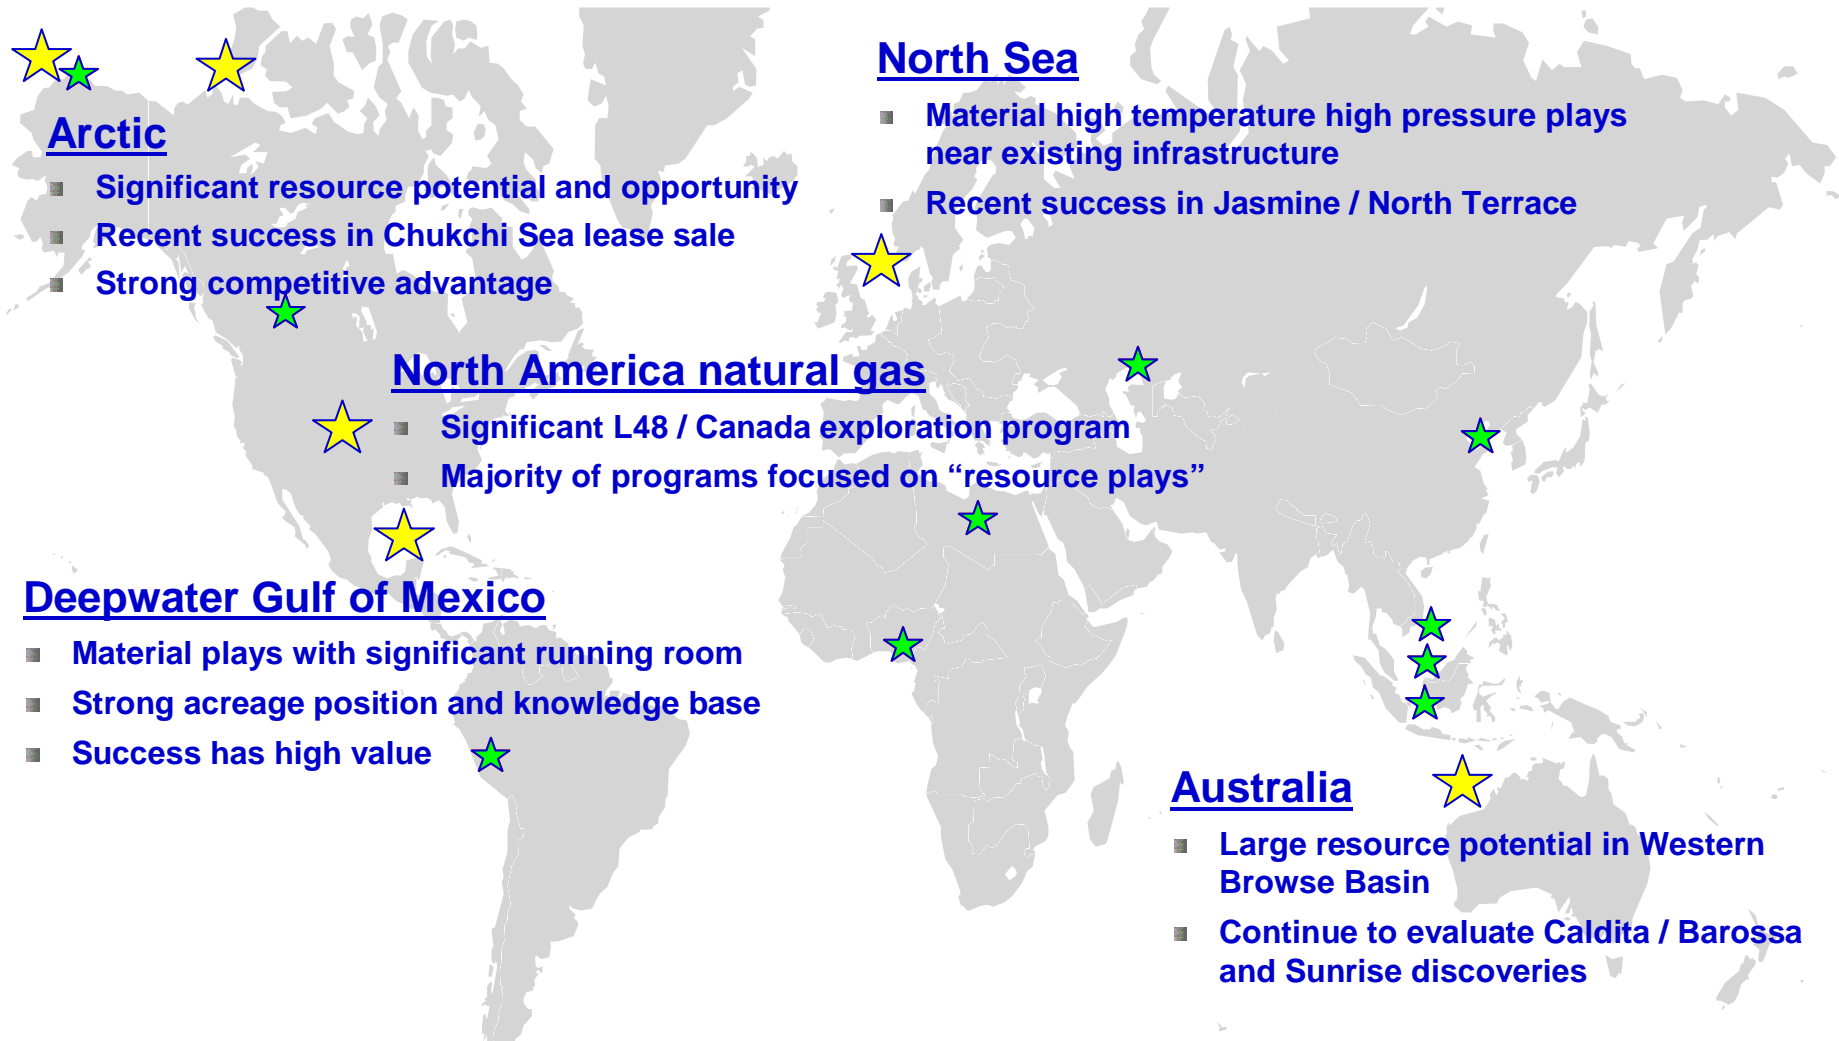 Arctic
Significant resource potential and opportunity
Recent success in Chukchi Sea lease sale
Strong competitive advantage
North Sea
Material high temperature high pressure plays
near existing infrastructure
Recent success in Jasmine / North Terrace
North America natural gas
Significant L48 / Canada exploration program
Majority of programs focused on “resource plays”
Deepwater Gulf of Mexico
Material plays with significant running room
Strong acreage position and knowledge base
Success has high value
Australia
Large resource potential in Western
Browse Basin
Continue to evaluate Caldita / Barossa
and Sunrise discoveries